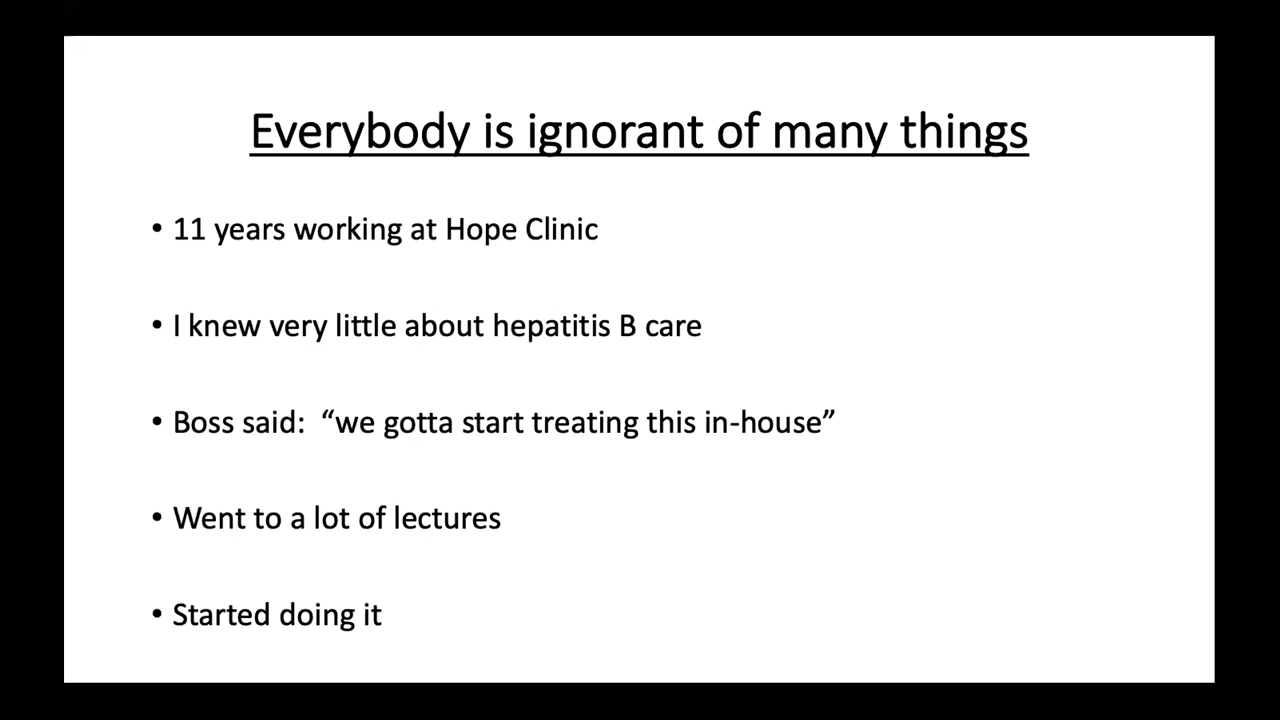 Everybody is ignorant of many things
• 11 years working at Hope Clinic
• I knew very little about hepatitis B care
• Boss said:  “we gotta start treating this in-house”
• Went to a lot of lectures
• Started doing it